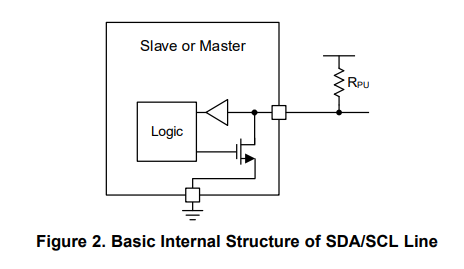 Slave or Master
RPU
Logic
Figure 2. Basic Internal Structure of SDA/SCL Line